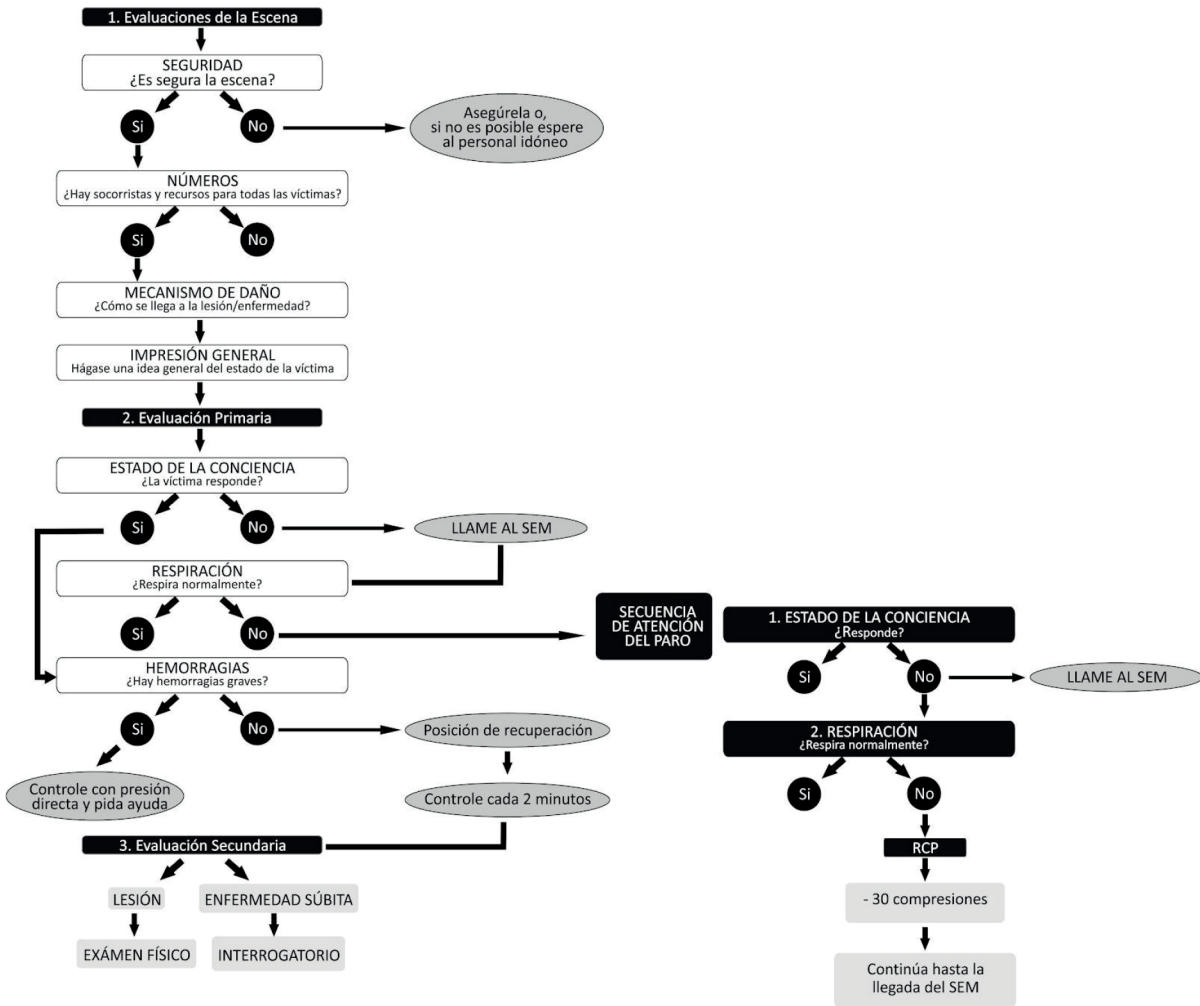 1. Evaluaciones de la Escena
SEGURIDAD
¿Es segura la escena?
Si
No
Asegúrela o,
si no es posible espere
al personal idóneo
NÚMEROS
¿Hay socorristas y recursos para todas las víctimas?
Si
No
MECANISMO DE DAÑO
¿Cómo se llega a la lesión/enfermedad?
IMPRESIÓN GENERAL
Hágase una idea general del estado de la víctima
2. Evaluación Primaria
ESTADO DE LA CONCIENCIA
¿La víctima responde?
Si
No
LLAME AL SEM
RESPIRACIÓN
¿Respira normalmente?
Si
No
HEMORRAGIAS
¿Hay hemorragias graves?
Si
No
Posición de recuperación
Controle con presión
directa y pida ayuda
Controle cada 2 minutos
3. Evaluación Secundaria
LESIÓN
ENFERMEDAD SÚBITA
EXÁMEN FÍSICO
INTERROGATORIO
SECUENCIA
DE ATENCIÓN
DEL PARO
1. ESTADO DE LA CONCIENCIA
¿Responde?
Si
No
LLAME AL SEM
2. RESPIRACIÓN
¿Respira normalmente?
Si
No
RCP
- 30 compresiones
Continúa hasta la
llegada del SEM